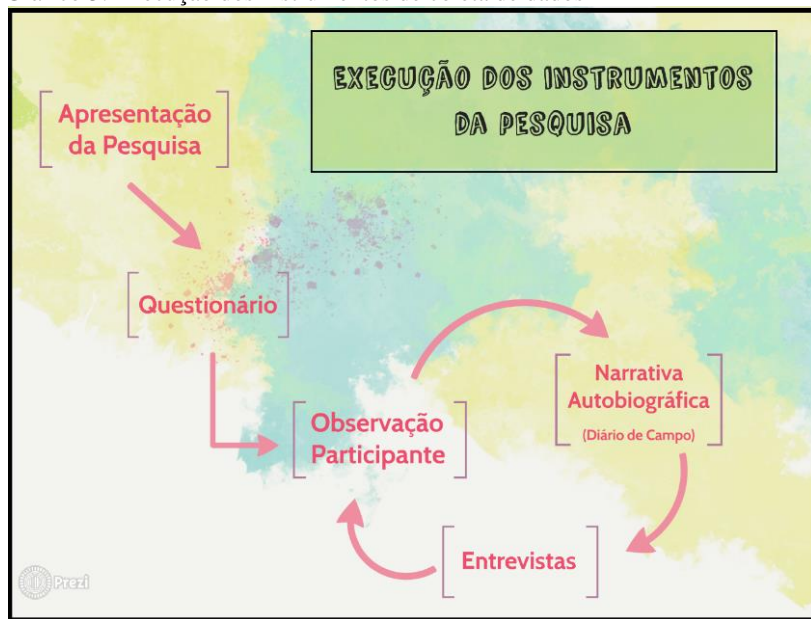 EXECUÇÃO DOS INSTRUMENTOS
DA PESQUISA
Apresentação
da Pesquisa
Questionário
Observação
Participante
Narrativa
Autobiográfica
(Diário de Campo)
Entrevistas
Prezi